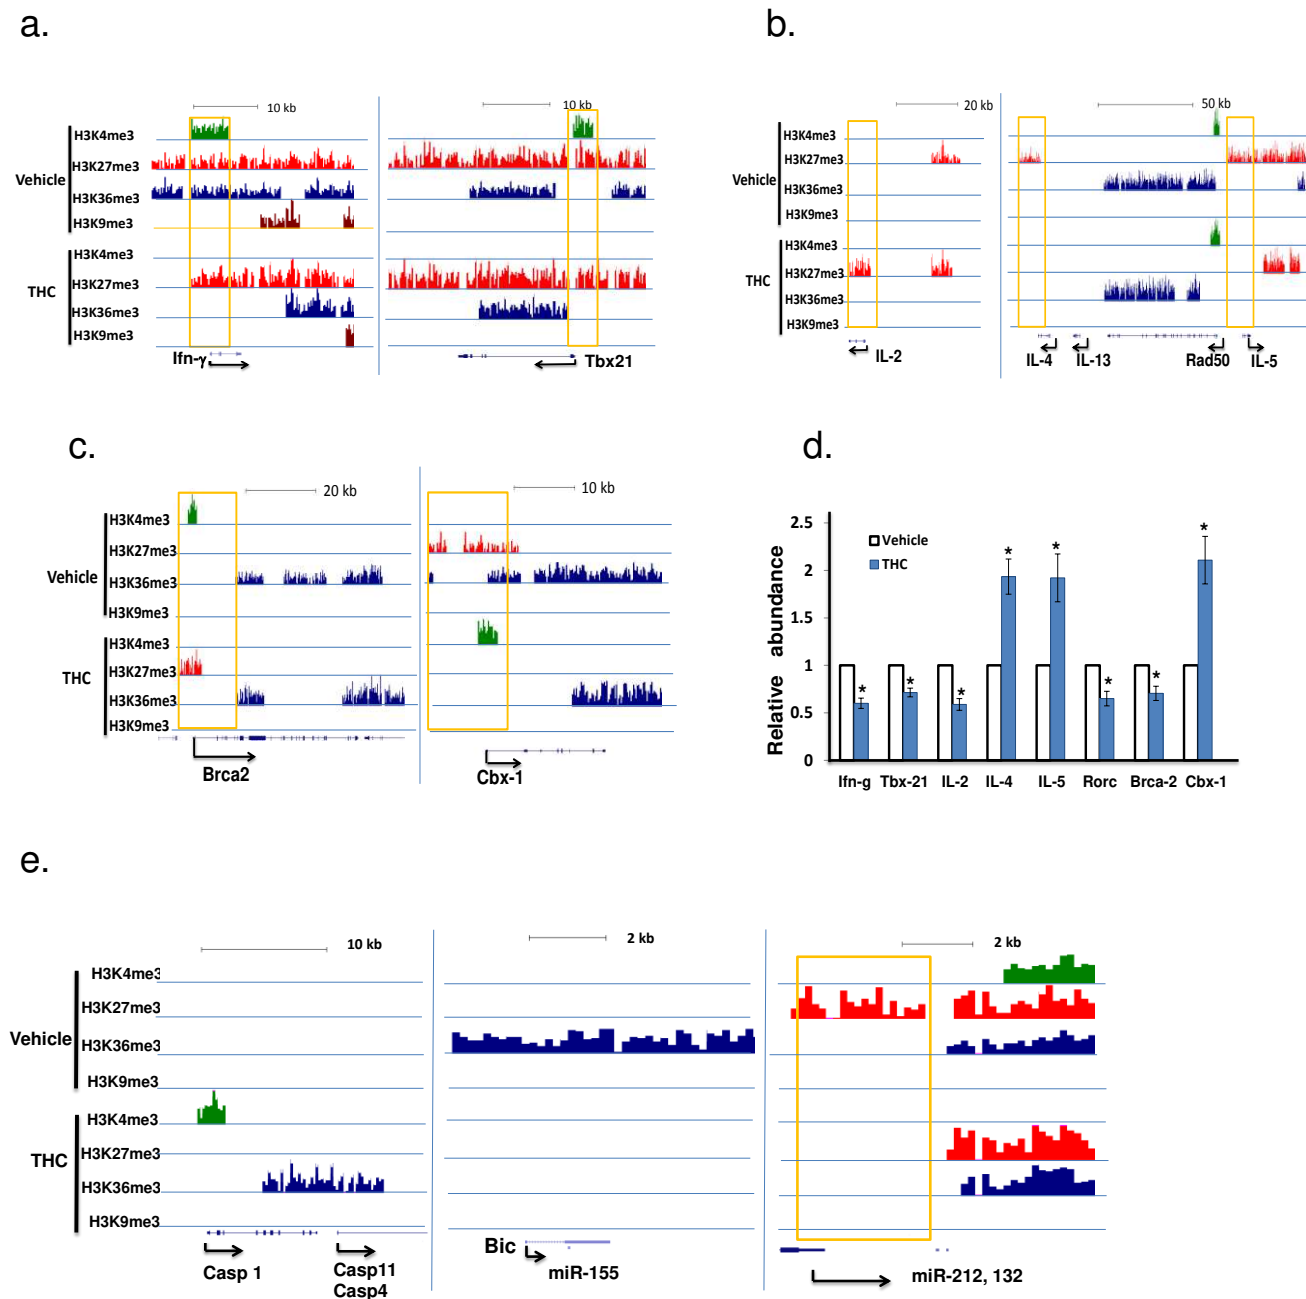 a.
10 kb
10 kb
Vehicle
H3K4me3
H3K27me3
H3K36me3
H3K9me3
THC
H3K4me3
H3K27me3
H3K36me3
H3K9me3
Ifn-γ
Tbx21
b.
20 kb
50 kb
Vehicle
H3K4me3
H3K27me3
H3K36me3
H3K9me3
THC
H3K4me3
H3K27me3
H3K36me3
H3K9me3
IL-2
IL-4
IL-13
Rad50
IL-5
c.
20 kb
10 kb
Vehicle
H3K4me3
H3K27me3
H3K36me3
H3K9me3
THC
H3K4me3
H3K27me3
H3K36me3
H3K9me3
Brca2
Cbx-1
d.
Relative abundance
2.5
2
1.5
1
0.5
0
Vehicle
THC
*
*
*
*
*
*
*
*
Ifn-g Tbx-21 IL-2 IL-4 IL-5 Rorc Brca-2 Cbx-1
e.
10 kb
2 kb
2 kb
Vehicle
H3K4me3
H3K27me3
H3K36me3
H3K9me3
THC
H3K4me3
H3K27me3
H3K36me3
H3K9me3
Casp 1
Casp11
Casp4
Bic
miR-155
miR-212, 132